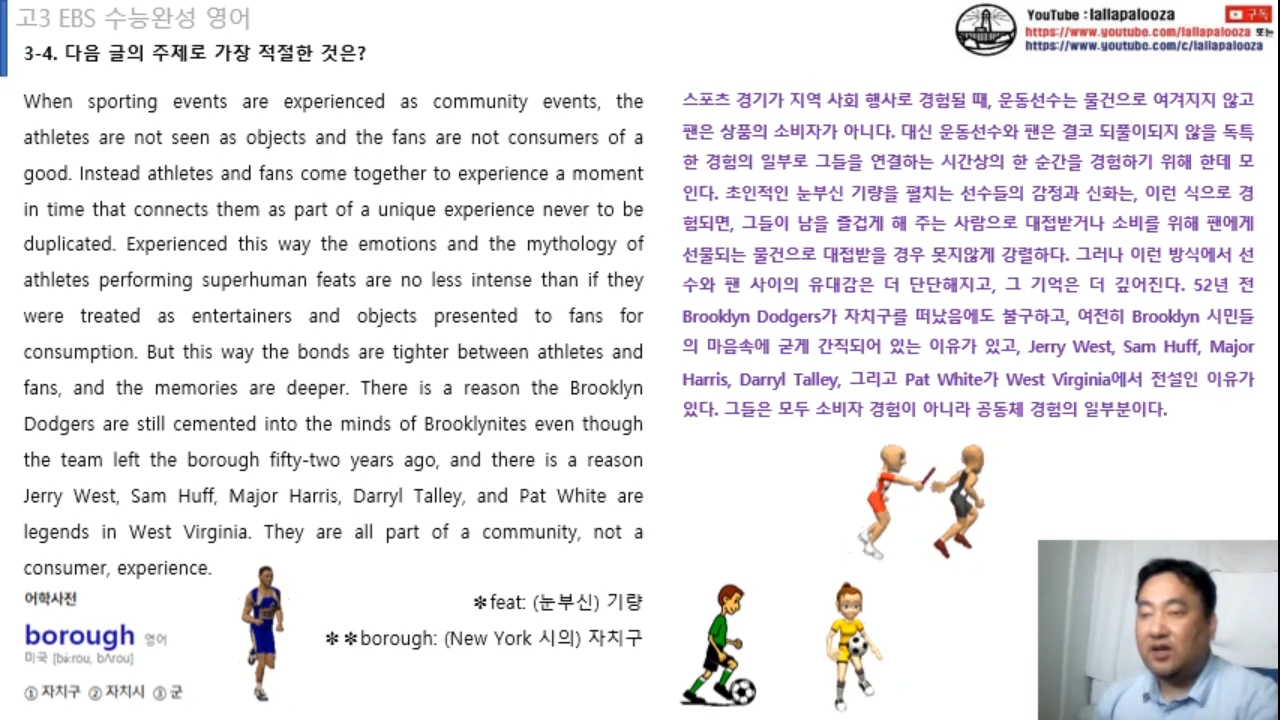 고3 EBS 수능완성 영어
3-4. 다음 글의 주제로 가장 적절한 것은?
YouTube : lallapalooza
구독
https://www.youtube.com/lallapalooza 또는
https://www.youtube.com/c/lallapalooza
When sporting events are experienced as community events, the
athletes are not seen as objects and the fans are not consumers of a
good. Instead athletes and fans come together to experience a moment
in time that connects them as part of a unique experience never to be
duplicated. Experienced this way the emotions and the mythology of
athletes performing superhuman feats are no less intense than if they
were treated as entertainers and objects presented to fans for
consumption. But this way the bonds are tighter between athletes and
fans, and the memories are deeper. There is a reason the Brooklyn
Dodgers are still cemented into the minds of Brooklynites even though
the team left the borough fifty-two years ago, and there is a reason
Jerry West, Sam Huff, Major Harris, Darryl Talley, and Pat White are
legends in West Virginia. They are all part of a community, not a
consumer, experience.
✻feat: (눈부신) 기량
✻✻borough: (New York 시의) 자치구
어학사전
borough 영어
미국 [bɜ́ːrou, bʌ́rou]
① 자치구 ② 자치시 ③ 군
스포츠 경기가 지역 사회 행사로 경험될 때, 운동선수는 물건으로 여겨지지 않고
팬은 상품의 소비자가 아니다. 대신 운동선수와 팬은 결코 되풀이되지 않을 독특
한 경험의 일부로 그들을 연결하는 시간상의 한 순간을 경험하기 위해 한데 모
인다. 초인적인 눈부신 기량을 펼치는 선수들의 감정과 신화는, 이런 식으로 경
험되면, 그들이 남을 즐겁게 해 주는 사람으로 대접받거나 소비를 위해 팬에게
선물되는 물건으로 대접받을 경우 못지않게 강렬하다. 그러나 이런 방식에서 선
수와 팬 사이의 유대감은 더 단단해지고, 그 기억은 더 깊어진다. 52년 전
Brooklyn Dodgers가 자치구를 떠났음에도 불구하고, 여전히 Brooklyn 시민들
의 마음속에 굳게 간직되어 있는 이유가 있고, Jerry West, Sam Huff, Major
Harris, Darryl Talley, 그리고 Pat White가 West Virginia에서 전설인 이유가
있다. 그들은 모두 소비자 경험이 아니라 공동체 경험의 일부분이다.